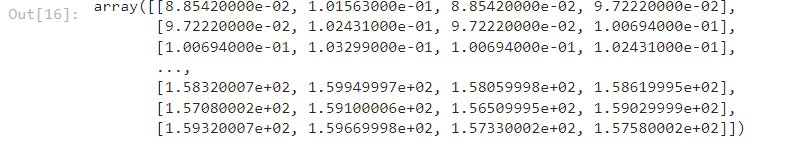 Out[16]: array([[8.85420000e-02, 1.01563000e-01, 8.85420000e-02, 9.72220000e-02],
[9.72220000e-02, 1.02431000e-01, 9.72220000e-02, 1.00694000e-01],
[1.00694000e-01, 1.03299000e-01, 1.00694000e-01, 1.02431000e-01],
...,
[1.58320007e+02, 1.59949997e+02, 1.58059998e+02, 1.58619995e+02],
[1.57080002e+02, 1.59100006e+02, 1.56509995e+02, 1.59029999e+02],
[1.59320007e+02, 1.59669998e+02, 1.57330002e+02, 1.57580002e+02]])